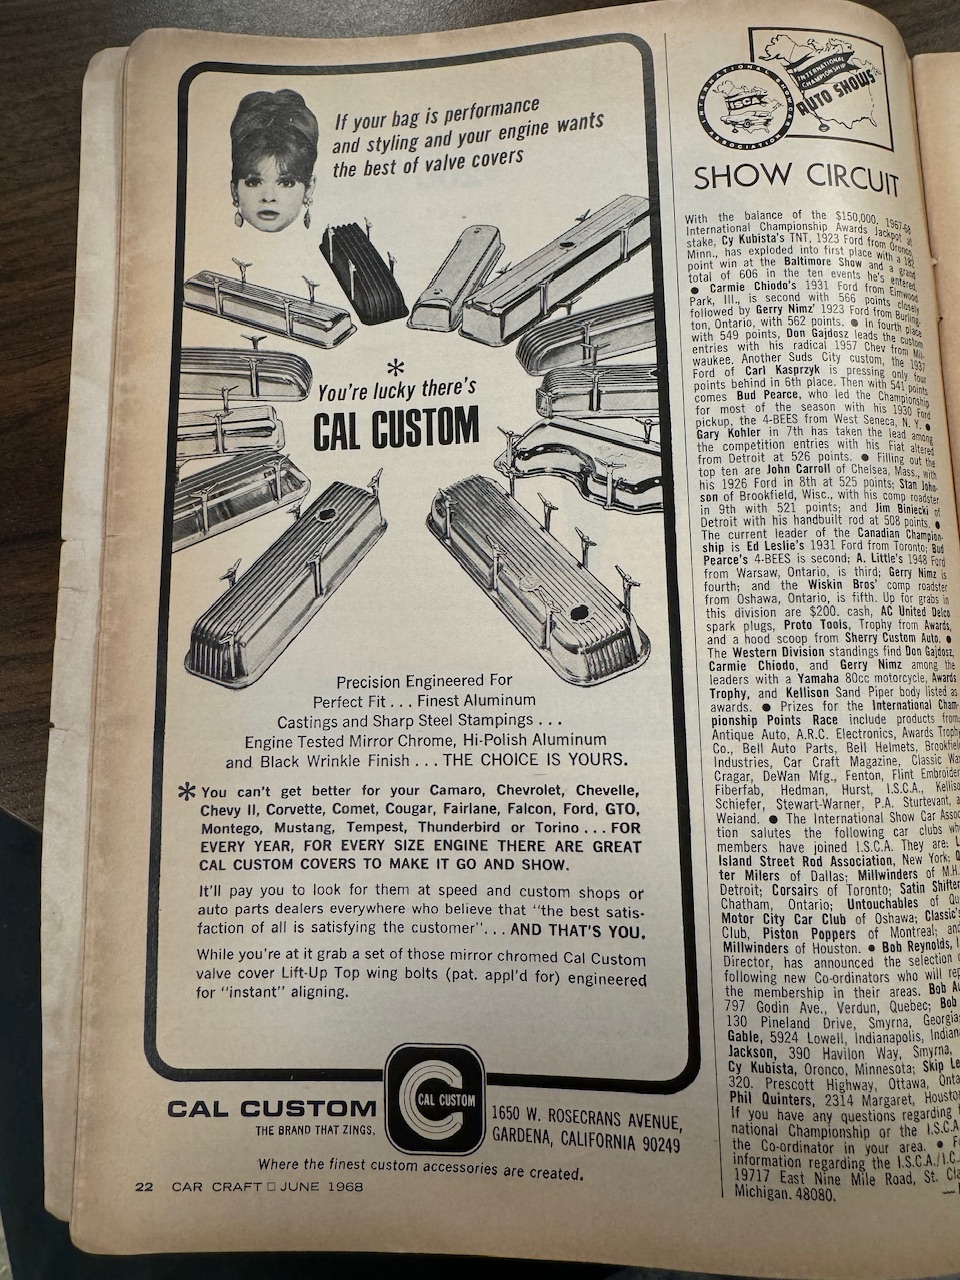 If your bag is performance
and styling and your engine wants
the best of valve covers
*
You're lucky there's
CAL CUSTOM
Precision Engineered For
Perfect Fit . . . Finest Aluminum
Castings and Sharp Steel Stampings . . .
Engine Tested Mirror Chrome, Hi-Polish Aluminum
and Black Wrinkle Finish . . . THE CHOICE IS YOURS.
* You can't get better for your Camaro, Chevrolet, Chevelle,
Chevy II, Corvette, Comet, Cougar, Fairlane, Falcon, Ford, GTO,
Montego, Mustang, Tempest, Thunderbird or Torino . . . FOR
EVERY YEAR, FOR EVERY SIZE ENGINE THERE ARE GREAT
CAL CUSTOM COVERS TO MAKE IT GO AND SHOW.
It'll pay you to look for them at speed and custom shops or
auto parts dealers everywhere who believe that "the best satis-
faction of all is satisfying the customer" . . . AND THAT'S YOU.
While you're at it grab a set of those mirror chromed Cal Custom
valve cover Lift-Up Top wing bolts (pat. appl'd for) engineered
for "instant" aligning.
CAL CUSTOM
THE BRAND THAT ZINGS.
CAL CUSTOM
1650 W. ROSECRANS AVENUE,
GARDENA, CALIFORNIA 90249
Where the finest custom accessories are created.
22 CAR CRAFT □ JUNE 1968
INTERNATIONAL SHOWCAR ASSOCIATION
ISCA
INTERNATIONAL
CHAMPIONSHIP
AUTO SHOWS
SHOW CIRCUIT
With the balance of the $150,000, 1967-68
International Championship Awards Jackpot at
stake, Cy Kubista's TNT, 1923 Ford from Oronco,
Minn., has exploded into first place with a 182
point win at the Baltimore Show and a grand
total of 606 in the ten events he's entered.
● Carmie Chiodo's 1931 Ford from Elmwood
Park, Ill., is second with 566 points closely
followed by Gerry Nimz' 1923 Ford from Burling-
ton, Ontario, with 562 points. ● In fourth place
with 549 points, Don Gajdosz leads the custom
entries with his radical 1957 Chev from Mil-
waukee. Another Suds City custom, the 1937
Ford of Carl Kasprzyk is pressing only four
points behind in 6th place. Then with 541 points
comes Bud Pearce, who led the Championship
for most of the season with his 1930 Ford
pickup, the 4-BEES from West Seneca, N. Y. ●
Gary Kohler in 7th has taken the lead among
the competition entries with his Fiat altered
from Detroit at 526 points. ● Filling out the
top ten are John Carroll of Chelsea, Mass., with
his 1926 Ford in 8th at 525 points; Stan John-
son of Brookfield, Wisc., with his comp roadster
in 9th with 521 points; and Jim Biniecki of
Detroit with his handbuilt rod at 508 points. ●
The current leader of the Canadian Champion-
ship is Ed Leslie's 1931 Ford from Toronto; Bud
Pearce's 4-BEES is second; A. Little's 1948 Ford
from Warsaw, Ontario, is third; Gerry Nimz is
fourth; and the Wiskin Bros' comp roadster
from Oshawa, Ontario, is fifth. Up for grabs in
this division are $200. cash, AC United Delco
spark plugs, Proto Tools, Trophy from Awards,
and a hood scoop from Sherry Custom Auto. ●
The Western Division standings find Don Gajdosz,
Carmie Chiodo, and Gerry Nimz among the
leaders with a Yamaha 80cc motorcycle, Awards
Trophy, and Kellison Sand Piper body listed as
awards. ● Prizes for the International Cham-
pionship Points Race include products from:
Antique Auto, A.R.C. Electronics, Awards Trophy
Co., Bell Auto Parts, Bell Helmets, Brookfield
Industries, Car Craft Magazine, Classic
Cragar, DeWan Mfg., Fenton, Flint
Fiberfab, Hedman, Hurst, I.S.C.A.,
Schiefer, Stewart-Warner, P.A. Sturtevant,
Weiand. ● The International Show Car Assoc
tion salutes the following car clubs
members have joined I.S.C.A. They are:
Island Street Rod Association, New York;
ter Milers of Dallas; Millwinders of M.H.
Detroit; Corsairs of Toronto; Satin
Chatham, Ontario; Untouchables of
Motor City Car Club of Oshawa; Classic's
Club, Piston Poppers of Montreal;
Millwinders of Houston. ● Bob Reynolds,
Director, has announced the selection
following new Co-ordinators who will
the membership in their areas. Bob
797 Godin Ave., Verdun, Quebec; Bob
130 Pineland Drive, Smyrna, Georgia
Gable, 5924 Lowell, Indianapolis,
Jackson, 390 Havilon Way, Smyrna,
Cy Kubista, Oronco, Minnesota; Skip
320. Prescott Highway, Ottawa,
Phil Quinters, 2314 Margaret,
If you have any questions regarding
national Championship or the I.S.C.A.
the Co-ordinator in your area. ●
information regarding the I.S.C.A./I.C.
19717 East Nine Mile Road, St.
Michigan. 48080.